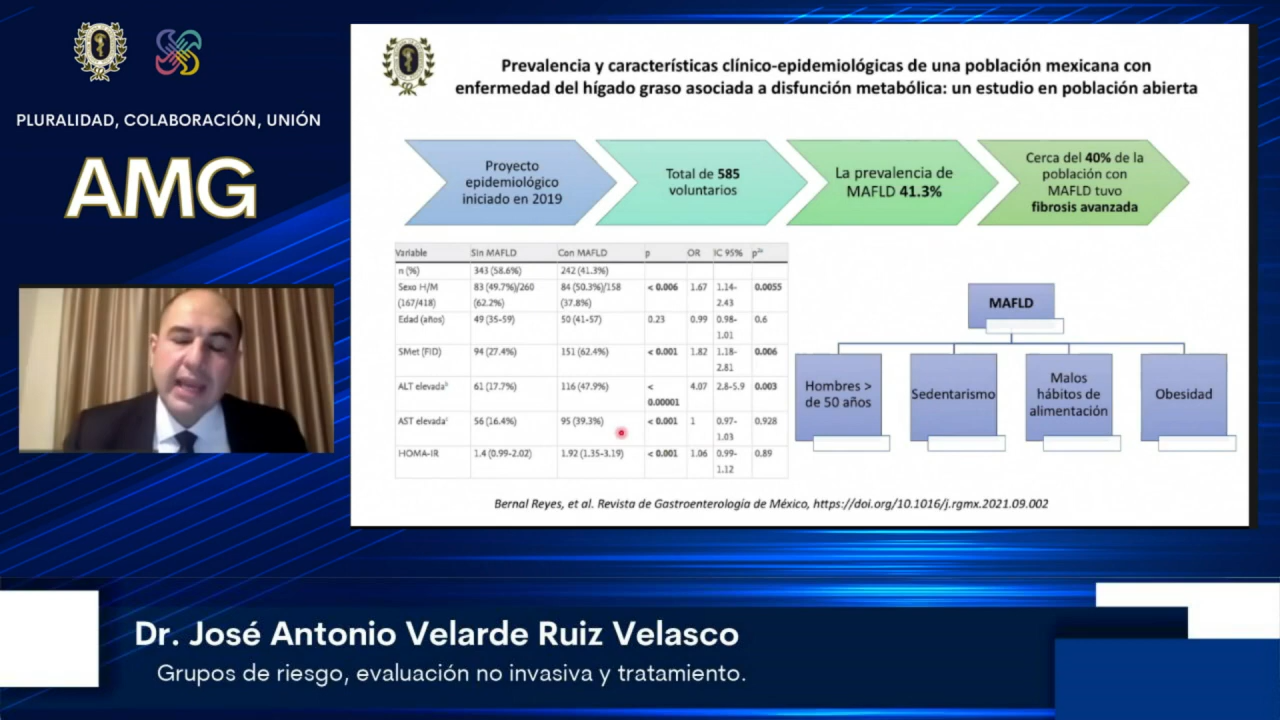 PLURALIDAD, COLABORACIÓN, UNIÓN
AMG
Prevalencia y características clínico-epidemiológicas de una población mexicana con
enfermedad del hígado graso asociada a disfunción metabólica: un estudio en población abierta
Proyecto
epidemiológico
iniciado en 2019
Total de 585
voluntarios
La prevalencia de
MAFLD 41.3%
Cerca del 40% de la
población con
MAFLD tuvo
fibrosis avanzada
Variable Sin MAFLD Con MAFLD p OR IC 95%
n (%) 343 (58.6%) 242 (41.3%)
Sexo H/M 83 (49.7%)/260 84 (50.3%)/158 < 0.006 1.67 1.14- 0.0055
(167/418) (62.2%) (37.8%) 2.43
Edad (años) 49 (35-59) 50 (41-57) 0.23 0.99 0.98- 0.6
1.01
SMet (FID) 94 (27.4%) 151 (62.4%) < 0.001 1.82 1.18- 0.006
2.81
ALT elevadaᵇ 61 (17.7%) 116 (47.9%) < 4.07 2.8-5.9 0.003
0.00001
AST elevadaᶜ 56 (16.4%) 95 (39.3%) < 0.001 1 0.97- 0.928
1.03
HOMA-IR 1.4 (0.99-2.02) 1.92 (1.35-3.19) < 0.001 1.06 0.99- 0.89
1.12
MAFLD
Hombres >
de 50 años
Sedentarismo
Malos
hábitos de
alimentación
Obesidad
Bernal Reyes, et al. Revista de Gastroenterología de México, https://doi.org/10.1016/j.rgmx.2021.09.002
Dr. José Antonio Velarde Ruiz Velasco
Grupos de riesgo, evaluación no invasiva y tratamiento.